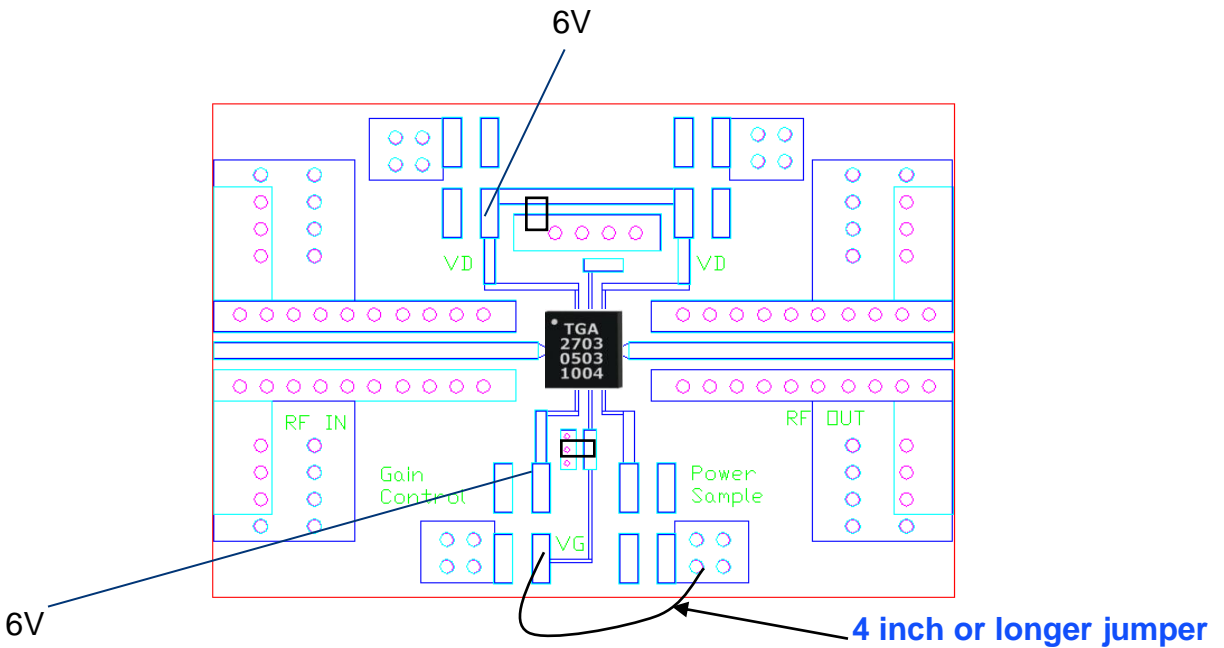 6V
VD
VD
TGA
2703
0503
1004
RF IN
RF OUT
Gain
Control
Power
Sample
VG
6V
4 inch or longer jumper